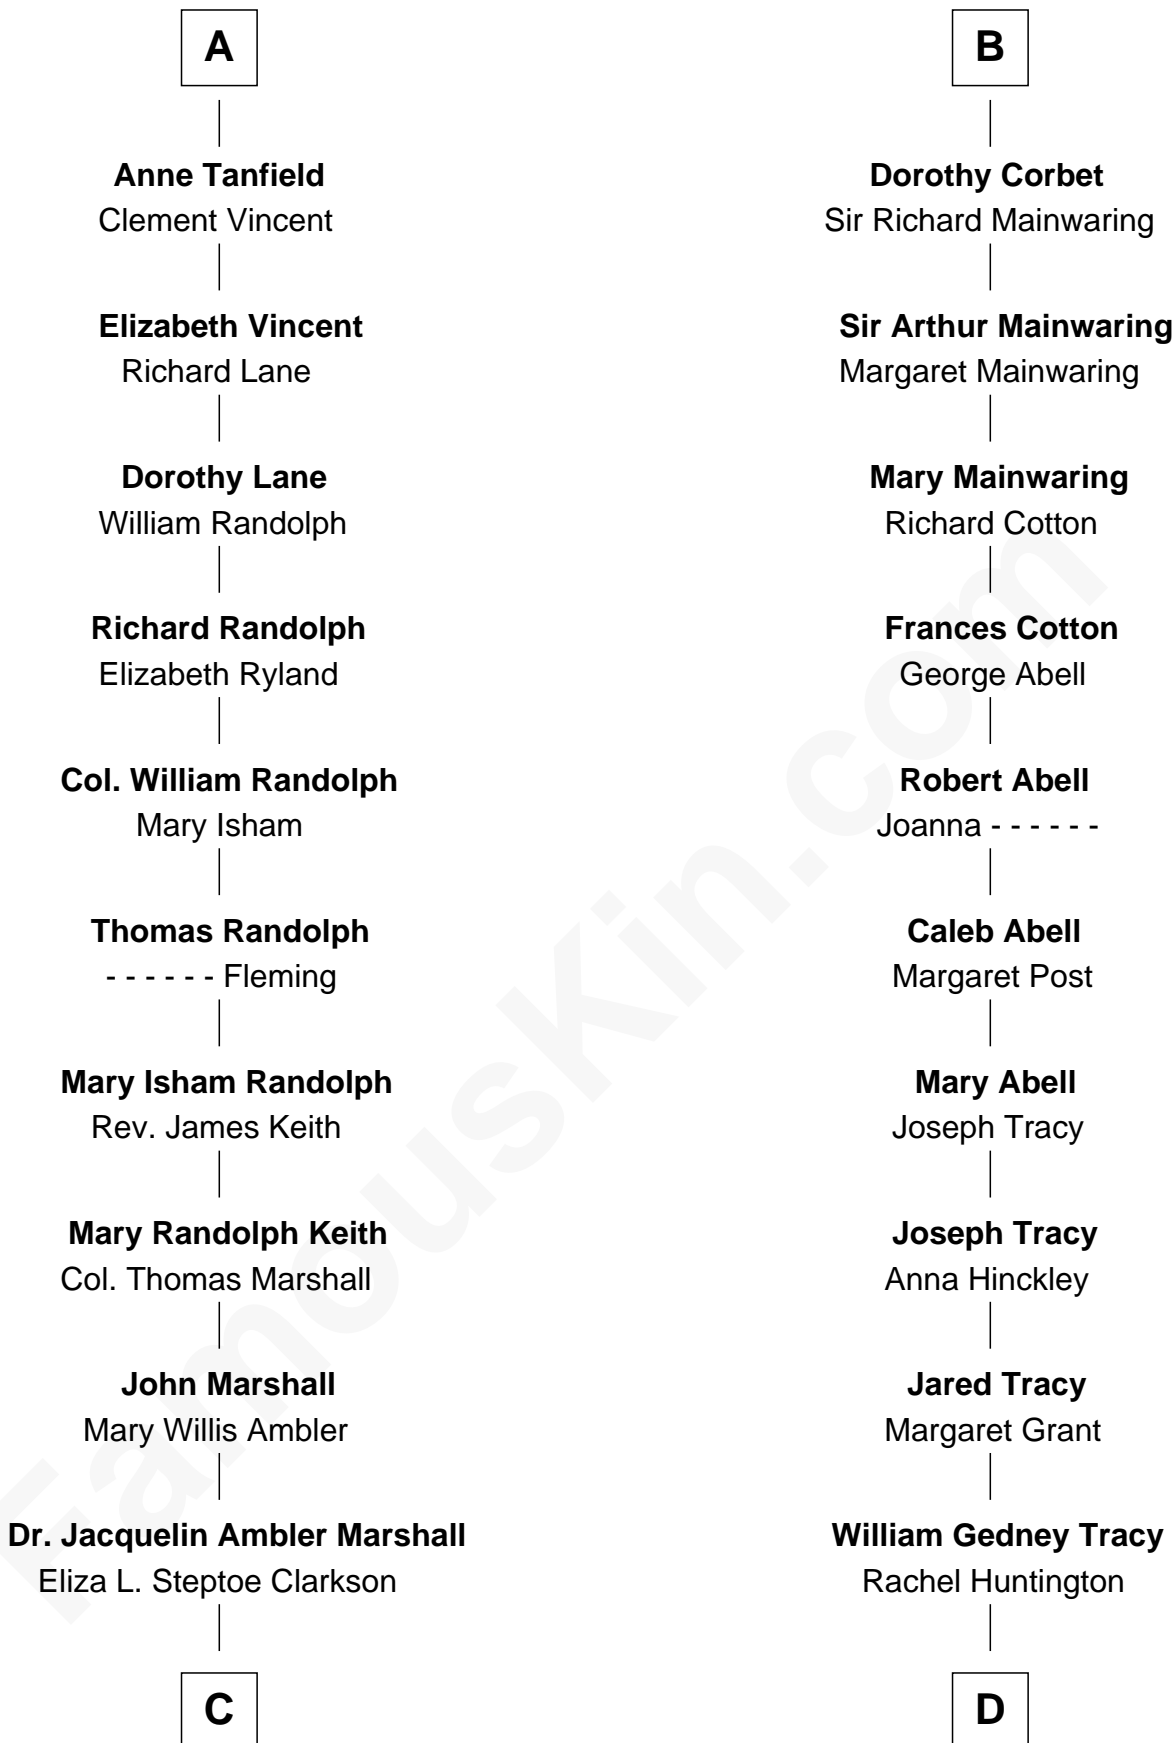 A
Anne Tanfield
Clement Vincent
Elizabeth Vincent
Richard Lane
Dorothy Lane
William Randolph
Richard Randolph
Elizabeth Ryland
Col. William Randolph
Mary Isham
Thomas Randolph
- - - - - - Fleming
Mary Isham Randolph
Rev. James Keith
Mary Randolph Keith
Col. Thomas Marshall
John Marshall
Mary Willis Ambler
Dr. Jacquelin Ambler Marshall
Eliza L. Steptoe Clarkson
C
B
Dorothy Corbet
Sir Richard Mainwaring
Sir Arthur Mainwaring
Margaret Mainwaring
Mary Mainwaring
Richard Cotton
Frances Cotton
George Abell
Robert Abell
Joanna - - - - - -
Caleb Abell
Margaret Post
Mary Abell
Joseph Tracy
Joseph Tracy
Anna Hinckley
Jared Tracy
Margaret Grant
William Gedney Tracy
Rachel Huntington
D
FamousKin.com